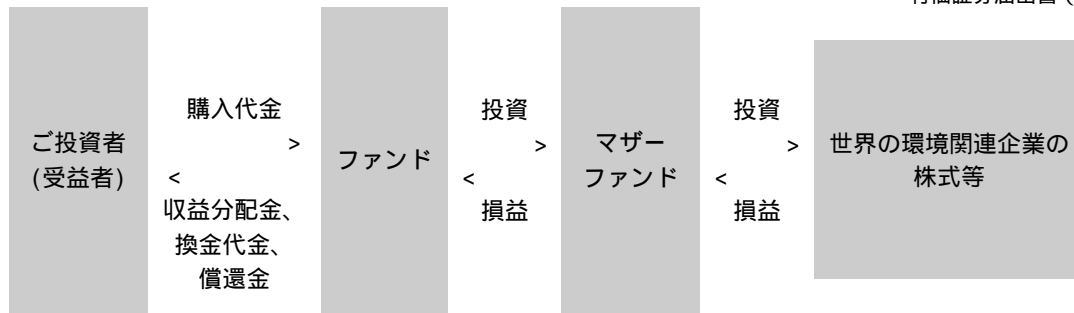 ご投資者
(受益者)
購入代金
>
<
収益分配金、
換金代金、
償還金
ファンド
投資
>
<
損益
マザー
ファンド
投資
>
<
損益
世界の環境関連企業の
株式等